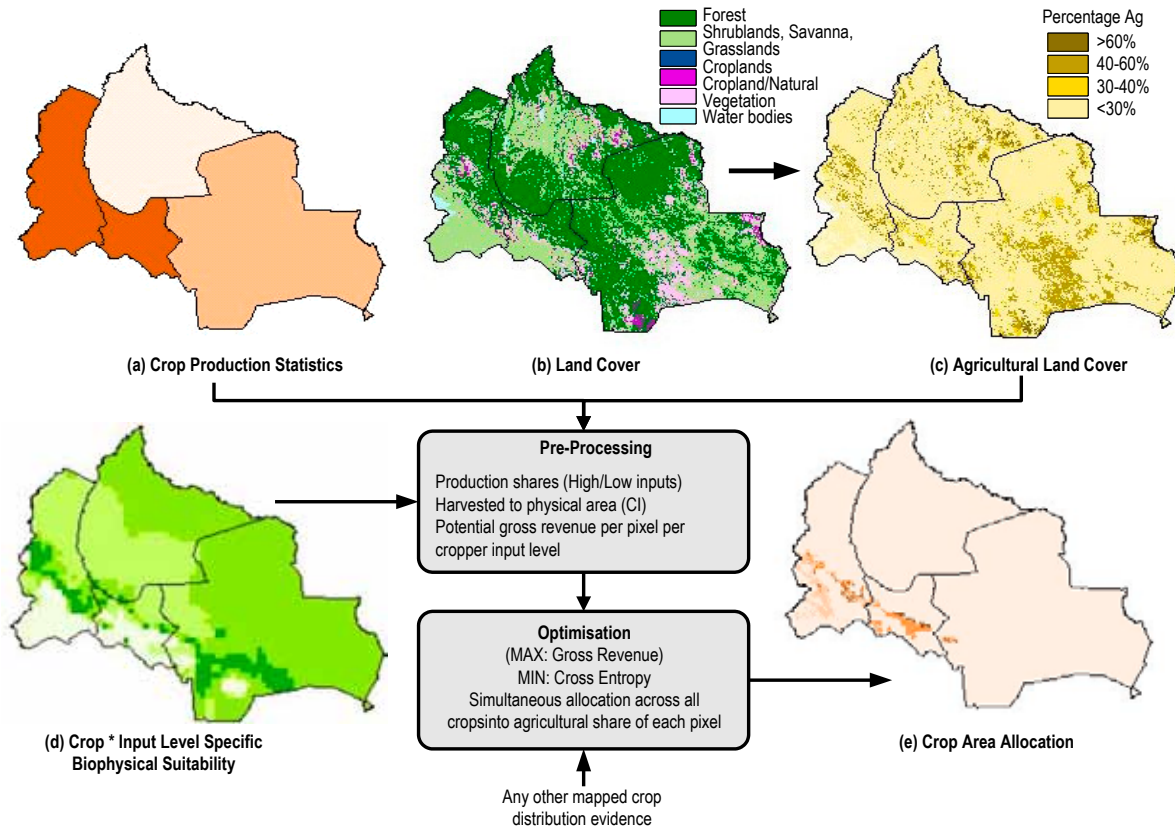 Forest
Shrublands, Savanna,
Grasslands
Croplands
Cropland/Natural
Vegetation
Water bodies
Percentage Ag
>60%
40-60%
30-40%
<30%
(a) Crop Production Statistics
(b) Land Cover
(c) Agricultural Land Cover
Pre-Processing
Production shares (High/Low inputs)
Harvested to physical area (CI)
Potential gross revenue per pixel per
cropper input level
Optimisation
(MAX: Gross Revenue)
MIN: Cross Entropy
Simultaneous allocation across all
cropsinto agricultural share of each pixel
(d) Crop * Input Level Specific
Biophysical Suitability
(e) Crop Area Allocation
Any other mapped crop
distribution evidence